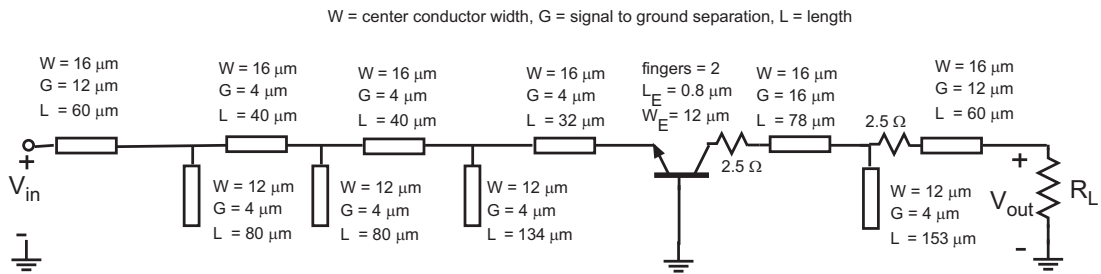 W = center conductor width, G = signal to ground separation, L = length
W = 16 μm
G = 12 μm
L = 60 μm
W = 16 μm
G = 4 μm
L = 40 μm
W = 16 μm
G = 4 μm
L = 40 μm
W = 16 μm
G = 4 μm
L = 32 μm
fingers = 2
L_E = 0.8 μm
W_E = 12 μm
W = 16 μm
G = 16 μm
L = 78 μm
W = 16 μm
G = 12 μm
L = 60 μm
2.5 Ω
2.5 Ω
+
V_in
-
W = 12 μm
G = 4 μm
L = 80 μm
W = 12 μm
G = 4 μm
L = 80 μm
W = 12 μm
G = 4 μm
L = 134 μm
W = 12 μm
G = 4 μm
L = 153 μm
+
V_out
-
R_L